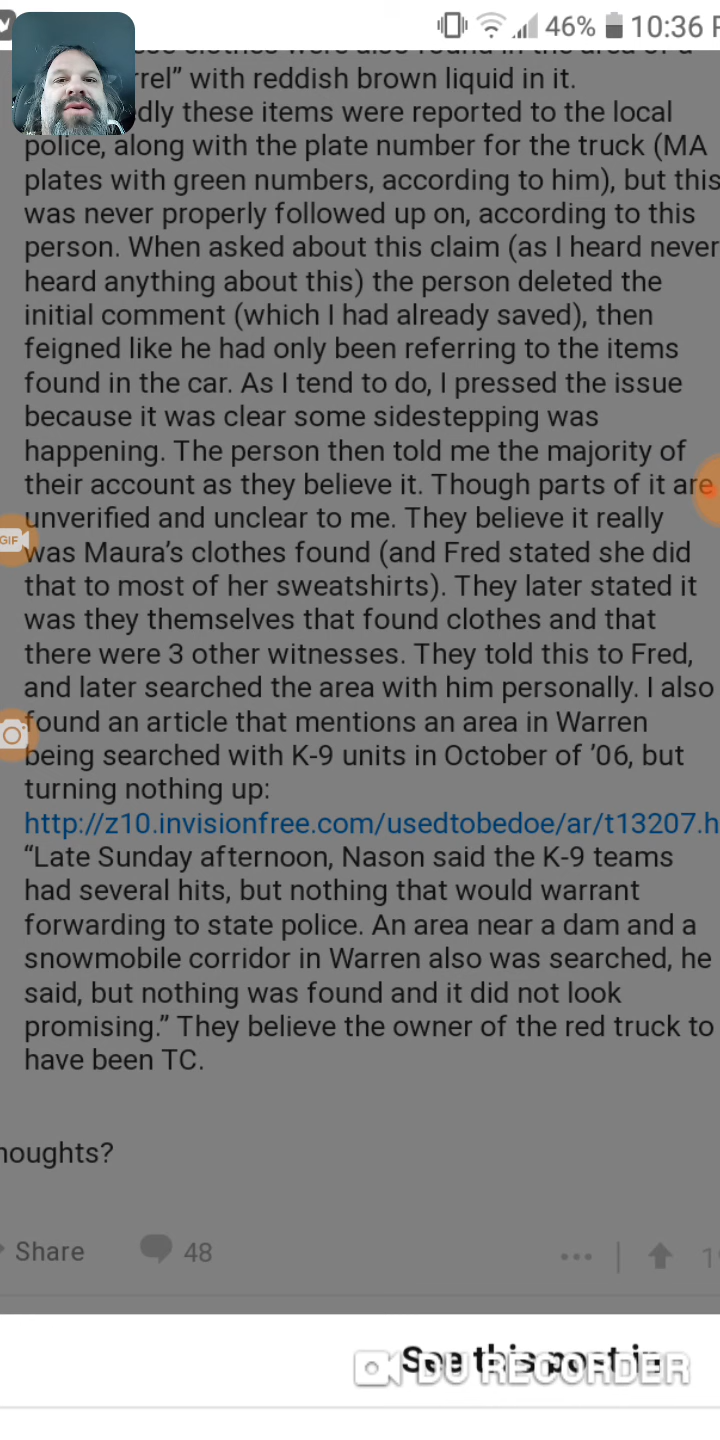 46% 10:36 P
rrel” with reddish brown liquid in it.
dly these items were reported to the local
police, along with the plate number for the truck (MA
plates with green numbers, according to him), but this
was never properly followed up on, according to this
person. When asked about this claim (as I heard never
heard anything about this) the person deleted the
initial comment (which I had already saved), then
feigned like he had only been referring to the items
found in the car. As I tend to do, I pressed the issue
because it was clear some sidestepping was
happening. The person then told me the majority of
their account as they believe it. Though parts of it are
unverified and unclear to me. They believe it really
GIF
was Maura’s clothes found (and Fred stated she did
that to most of her sweatshirts). They later stated it
was they themselves that found clothes and that
there were 3 other witnesses. They told this to Fred,
and later searched the area with him personally. I also
found an article that mentions an area in Warren
being searched with K-9 units in October of ’06, but
turning nothing up:
http://z10.invisionfree.com/usedtobedoe/ar/t13207.h
“Late Sunday afternoon, Nason said the K-9 teams
had several hits, but nothing that would warrant
forwarding to state police. An area near a dam and a
snowmobile corridor in Warren also was searched, he
said, but nothing was found and it did not look
promising.” They believe the owner of the red truck to
have been TC.
houghts?
Share 48
See this post in
DU RECORDER